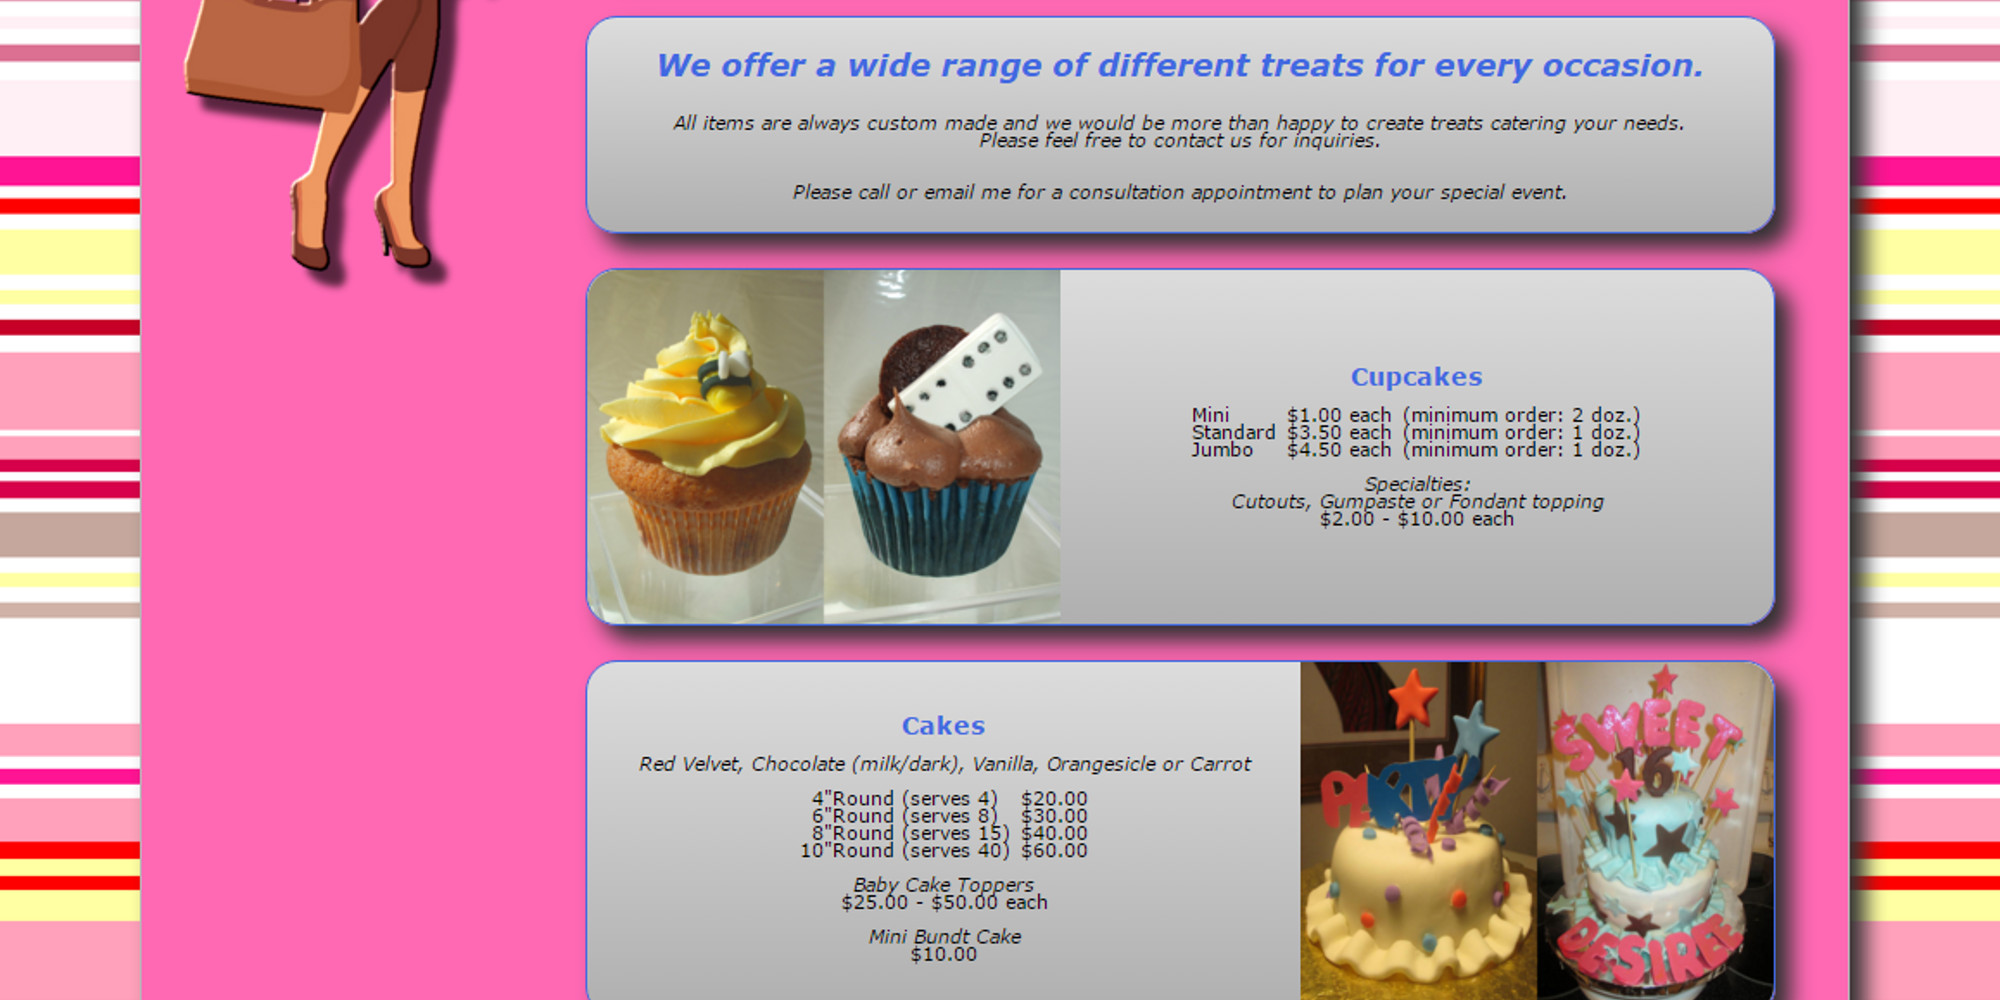 We offer a wide range of different treats for every occasion.
All items are always custom made and we would be more than happy to create treats catering your needs.
Please feel free to contact us for inquiries.
Please call or email me for a consultation appointment to plan your special event.
Cupcakes
Mini $1.00 each (minimum order: 2 doz.)
Standard $3.50 each (minimum order: 1 doz.)
Jumbo $4.50 each (minimum order: 1 doz.)
Specialties:
Cutouts, Gumpaste or Fondant topping
$2.00 - $10.00 each
Cakes
Red Velvet, Chocolate (milk/dark), Vanilla, Orangesicle or Carrot
4"Round (serves 4) $20.00
6"Round (serves 8) $30.00
8"Round (serves 15) $40.00
10"Round (serves 40) $60.00
Baby Cake Toppers
$25.00 - $50.00 each
Mini Bundt Cake
$10.00
PARTY
SWEET
16
DESIREE